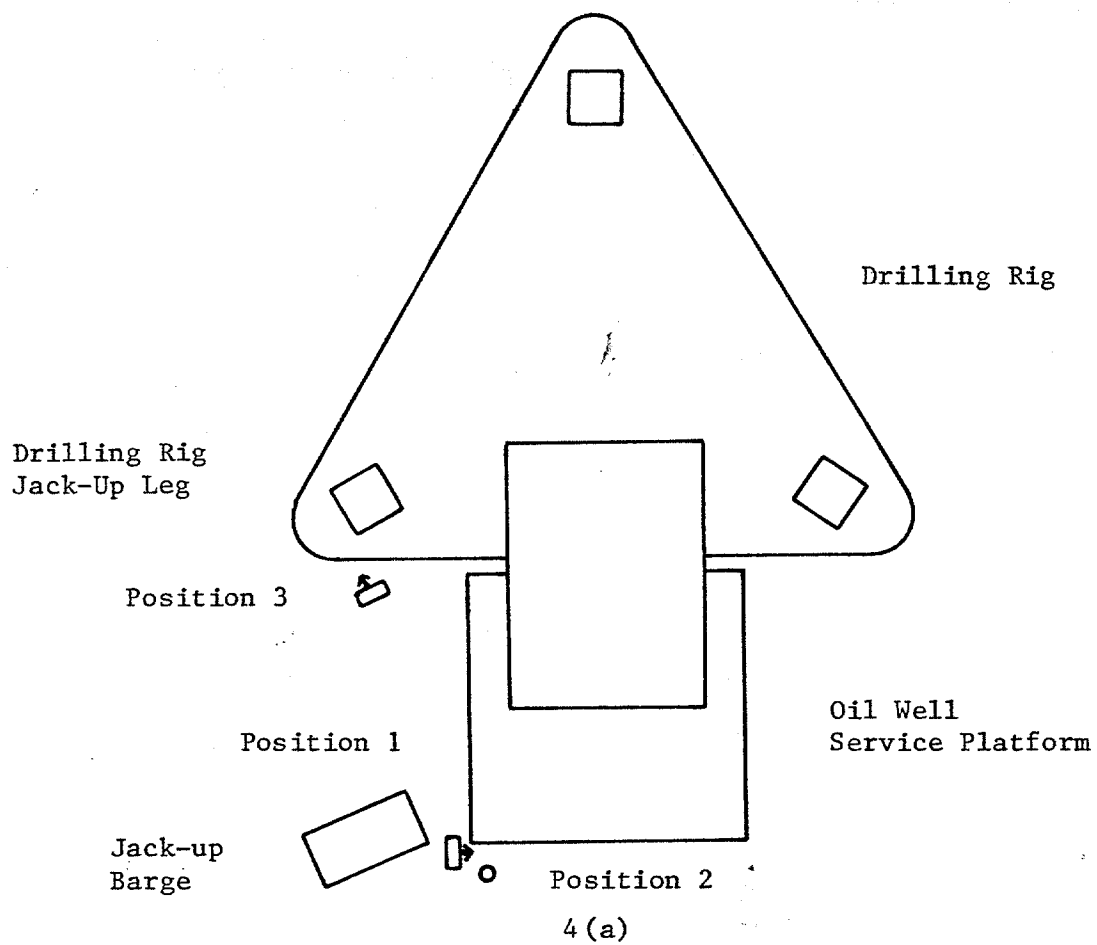 Drilling Rig
Drilling Rig
Jack-Up Leg
Position 3
Position 1
Oil Well
Service Platform
Jack-up
Barge
Position 2
4(a)